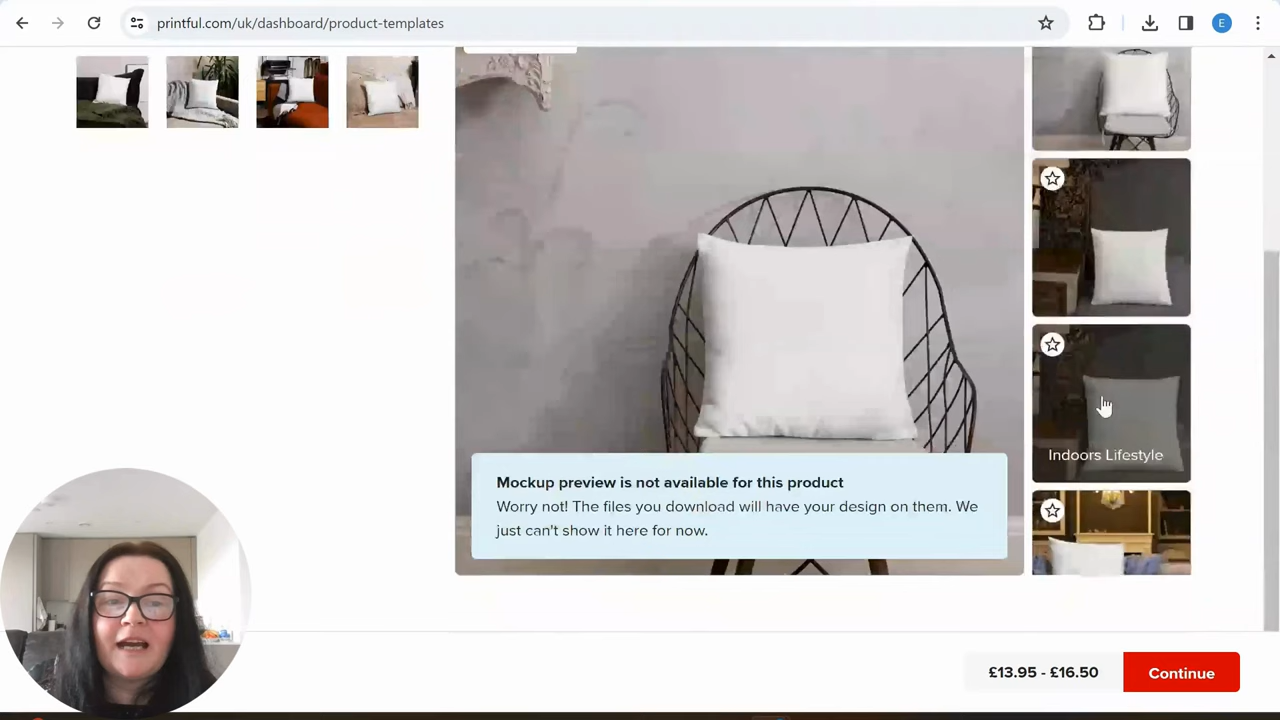 printful.com/uk/dashboard/product-templates
E
Indoors Lifestyle
Mockup preview is not available for this product
Worry not! The files you download will have your design on them. We
just can't show it here for now.
£13.95 - £16.50
Continue